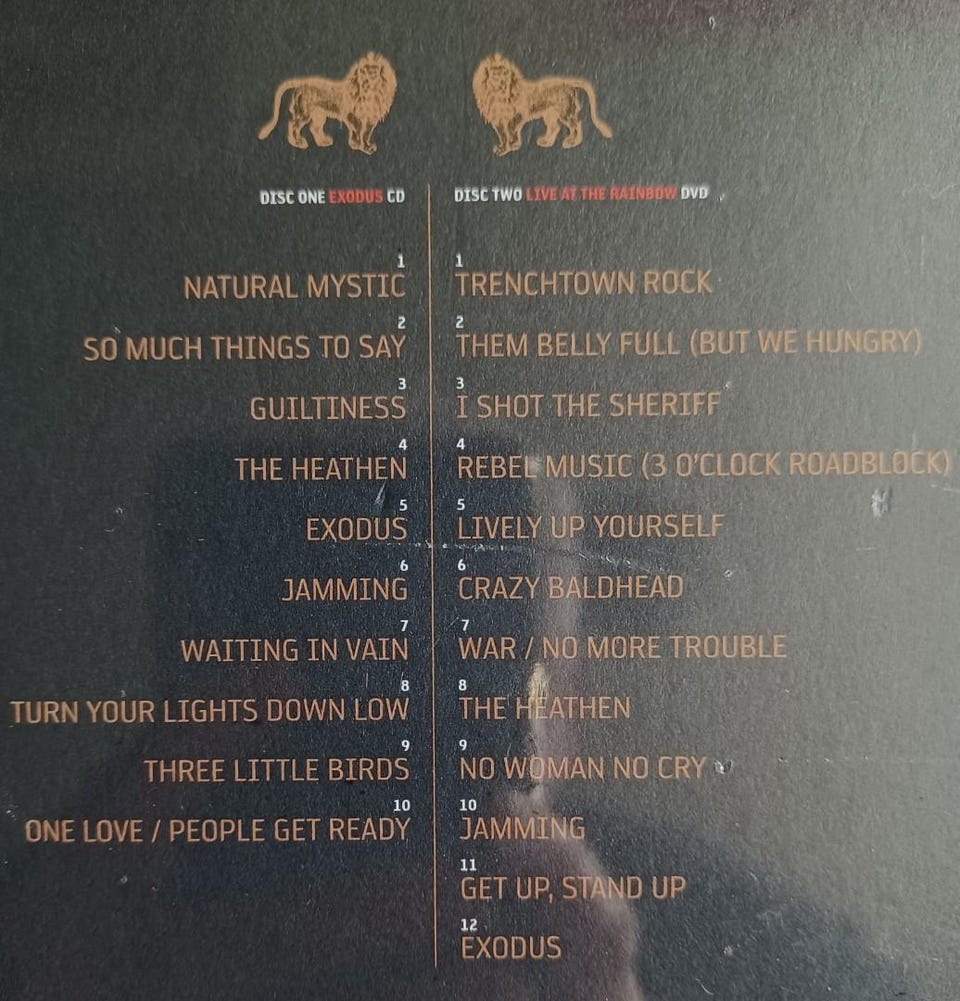 DISC ONE EXODUS CD
1
NATURAL MYSTIC
2
SO MUCH THINGS TO SAY
3
GUILTINESS
4
THE HEATHEN
5
EXODUS
6
JAMMING
7
WAITING IN VAIN
8
TURN YOUR LIGHTS DOWN LOW
9
THREE LITTLE BIRDS
10
ONE LOVE / PEOPLE GET READY
DISC TWO LIVE AT THE RAINBOW DVD
1
TRENCHTOWN ROCK
2
THEM BELLY FULL (BUT WE HUNGRY)
3
I SHOT THE SHERIFF
4
REBEL MUSIC (3 O'CLOCK ROADBLOCK)
5
LIVELY UP YOURSELF
6
CRAZY BALDHEAD
7
WAR / NO MORE TROUBLE
8
THE HEATHEN
9
NO WOMAN NO CRY
10
JAMMING
11
GET UP, STAND UP
12
EXODUS